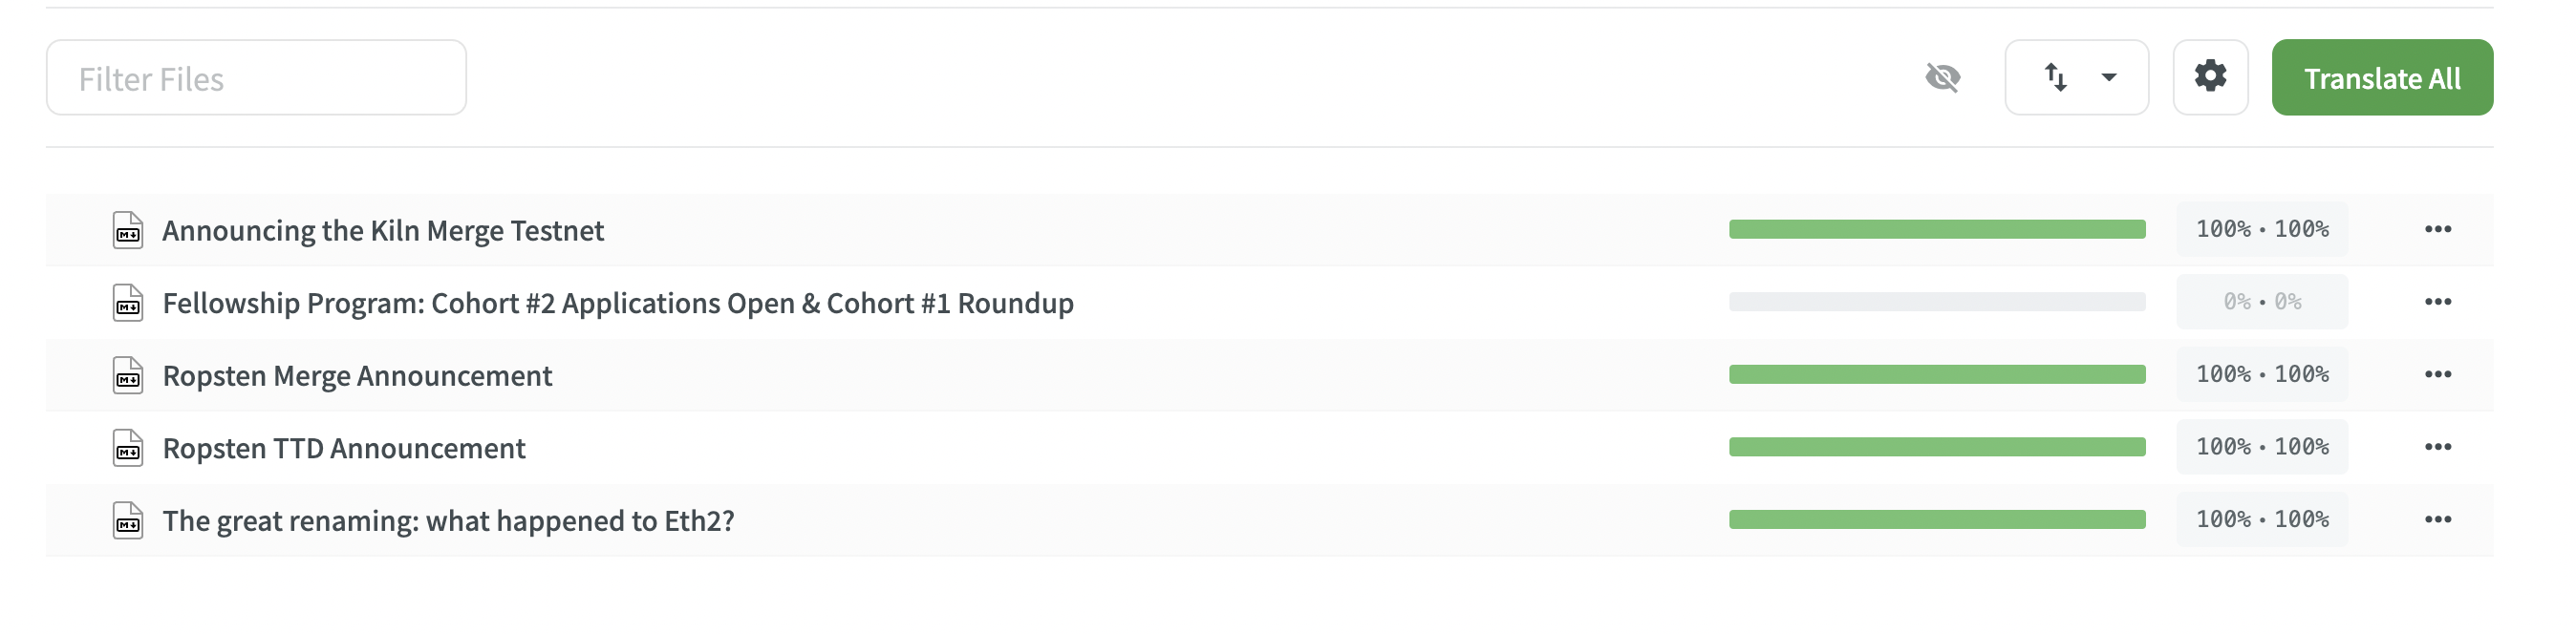 Filter Files
Translate All
Announcing the Kiln Merge Testnet 100% • 100%
Fellowship Program: Cohort #2 Applications Open & Cohort #1 Roundup 0% • 0%
Ropsten Merge Announcement 100% • 100%
Ropsten TTD Announcement 100% • 100%
The great renaming: what happened to Eth2? 100% • 100%